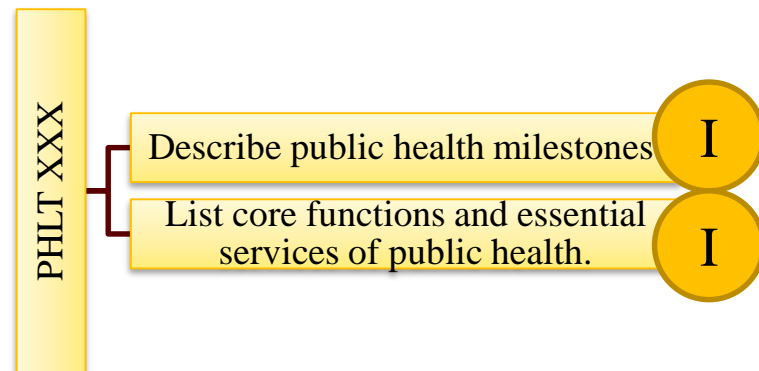 PHLT XXX
Describe public health milestones
I
List core functions and essential
services of public health.
I